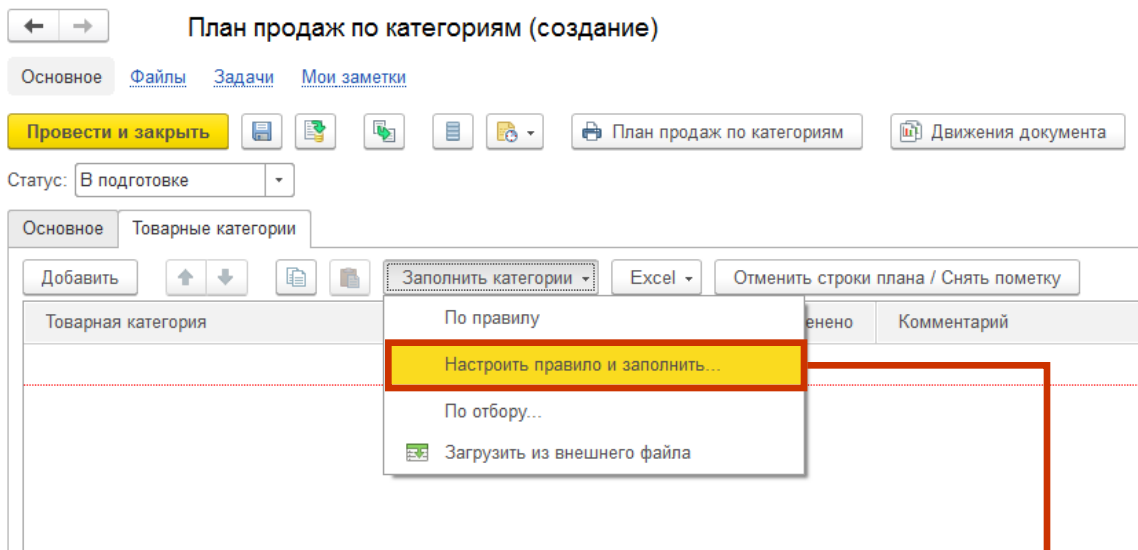 План продаж по категориям (создание)
Основное Файлы Задачи Мои заметки
Провести и закрыть План продаж по категориям Движения документа
Статус: В подготовке
Основное Товарные категории
Добавить Заполнить категории Excel Отменить строки плана / Снять пометку
Товарная категория енено Комментарий
По правилу
Настроить правило и заполнить...
По отбору...
Загрузить из внешнего файла